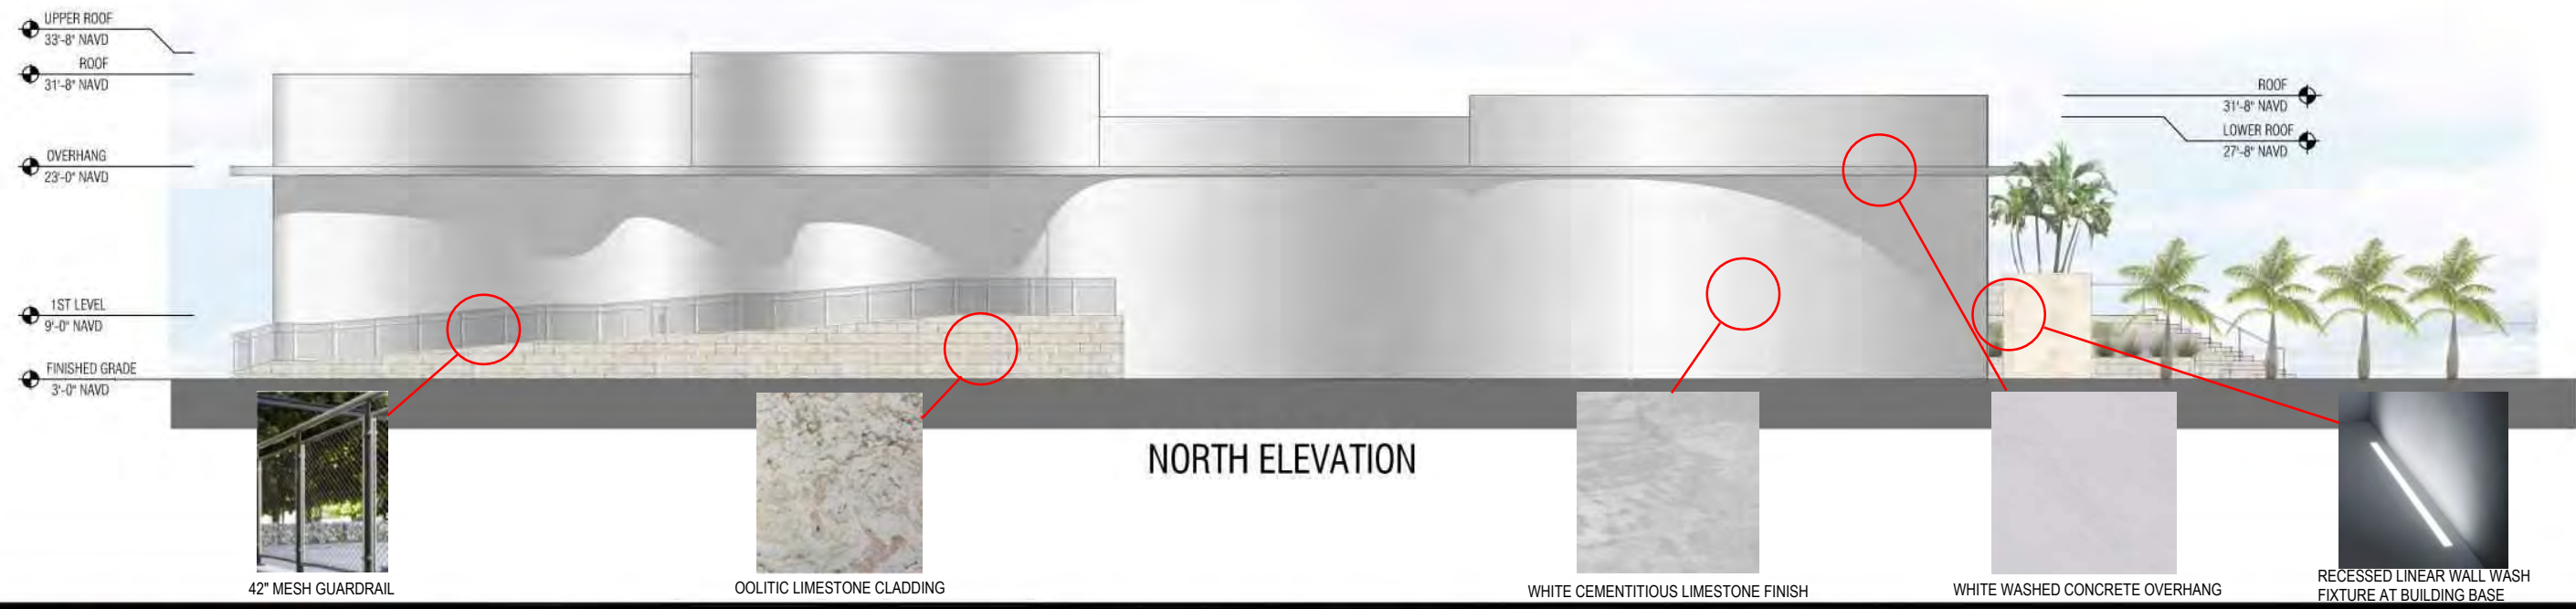 UPPER ROOF
33'-8" NAVD
ROOF
31'-8" NAVD
OVERHANG
23'-0" NAVD
1ST LEVEL
9'-0" NAVD
FINISHED GRADE
3'-0" NAVD
ROOF
31'-8" NAVD
LOWER ROOF
27'-8" NAVD
NORTH ELEVATION
42" MESH GUARDRAIL
OOLITIC LIMESTONE CLADDING
WHITE CEMENTITIOUS LIMESTONE FINISH
WHITE WASHED CONCRETE OVERHANG
RECESSED LINEAR WALL WASH
FIXTURE AT BUILDING BASE